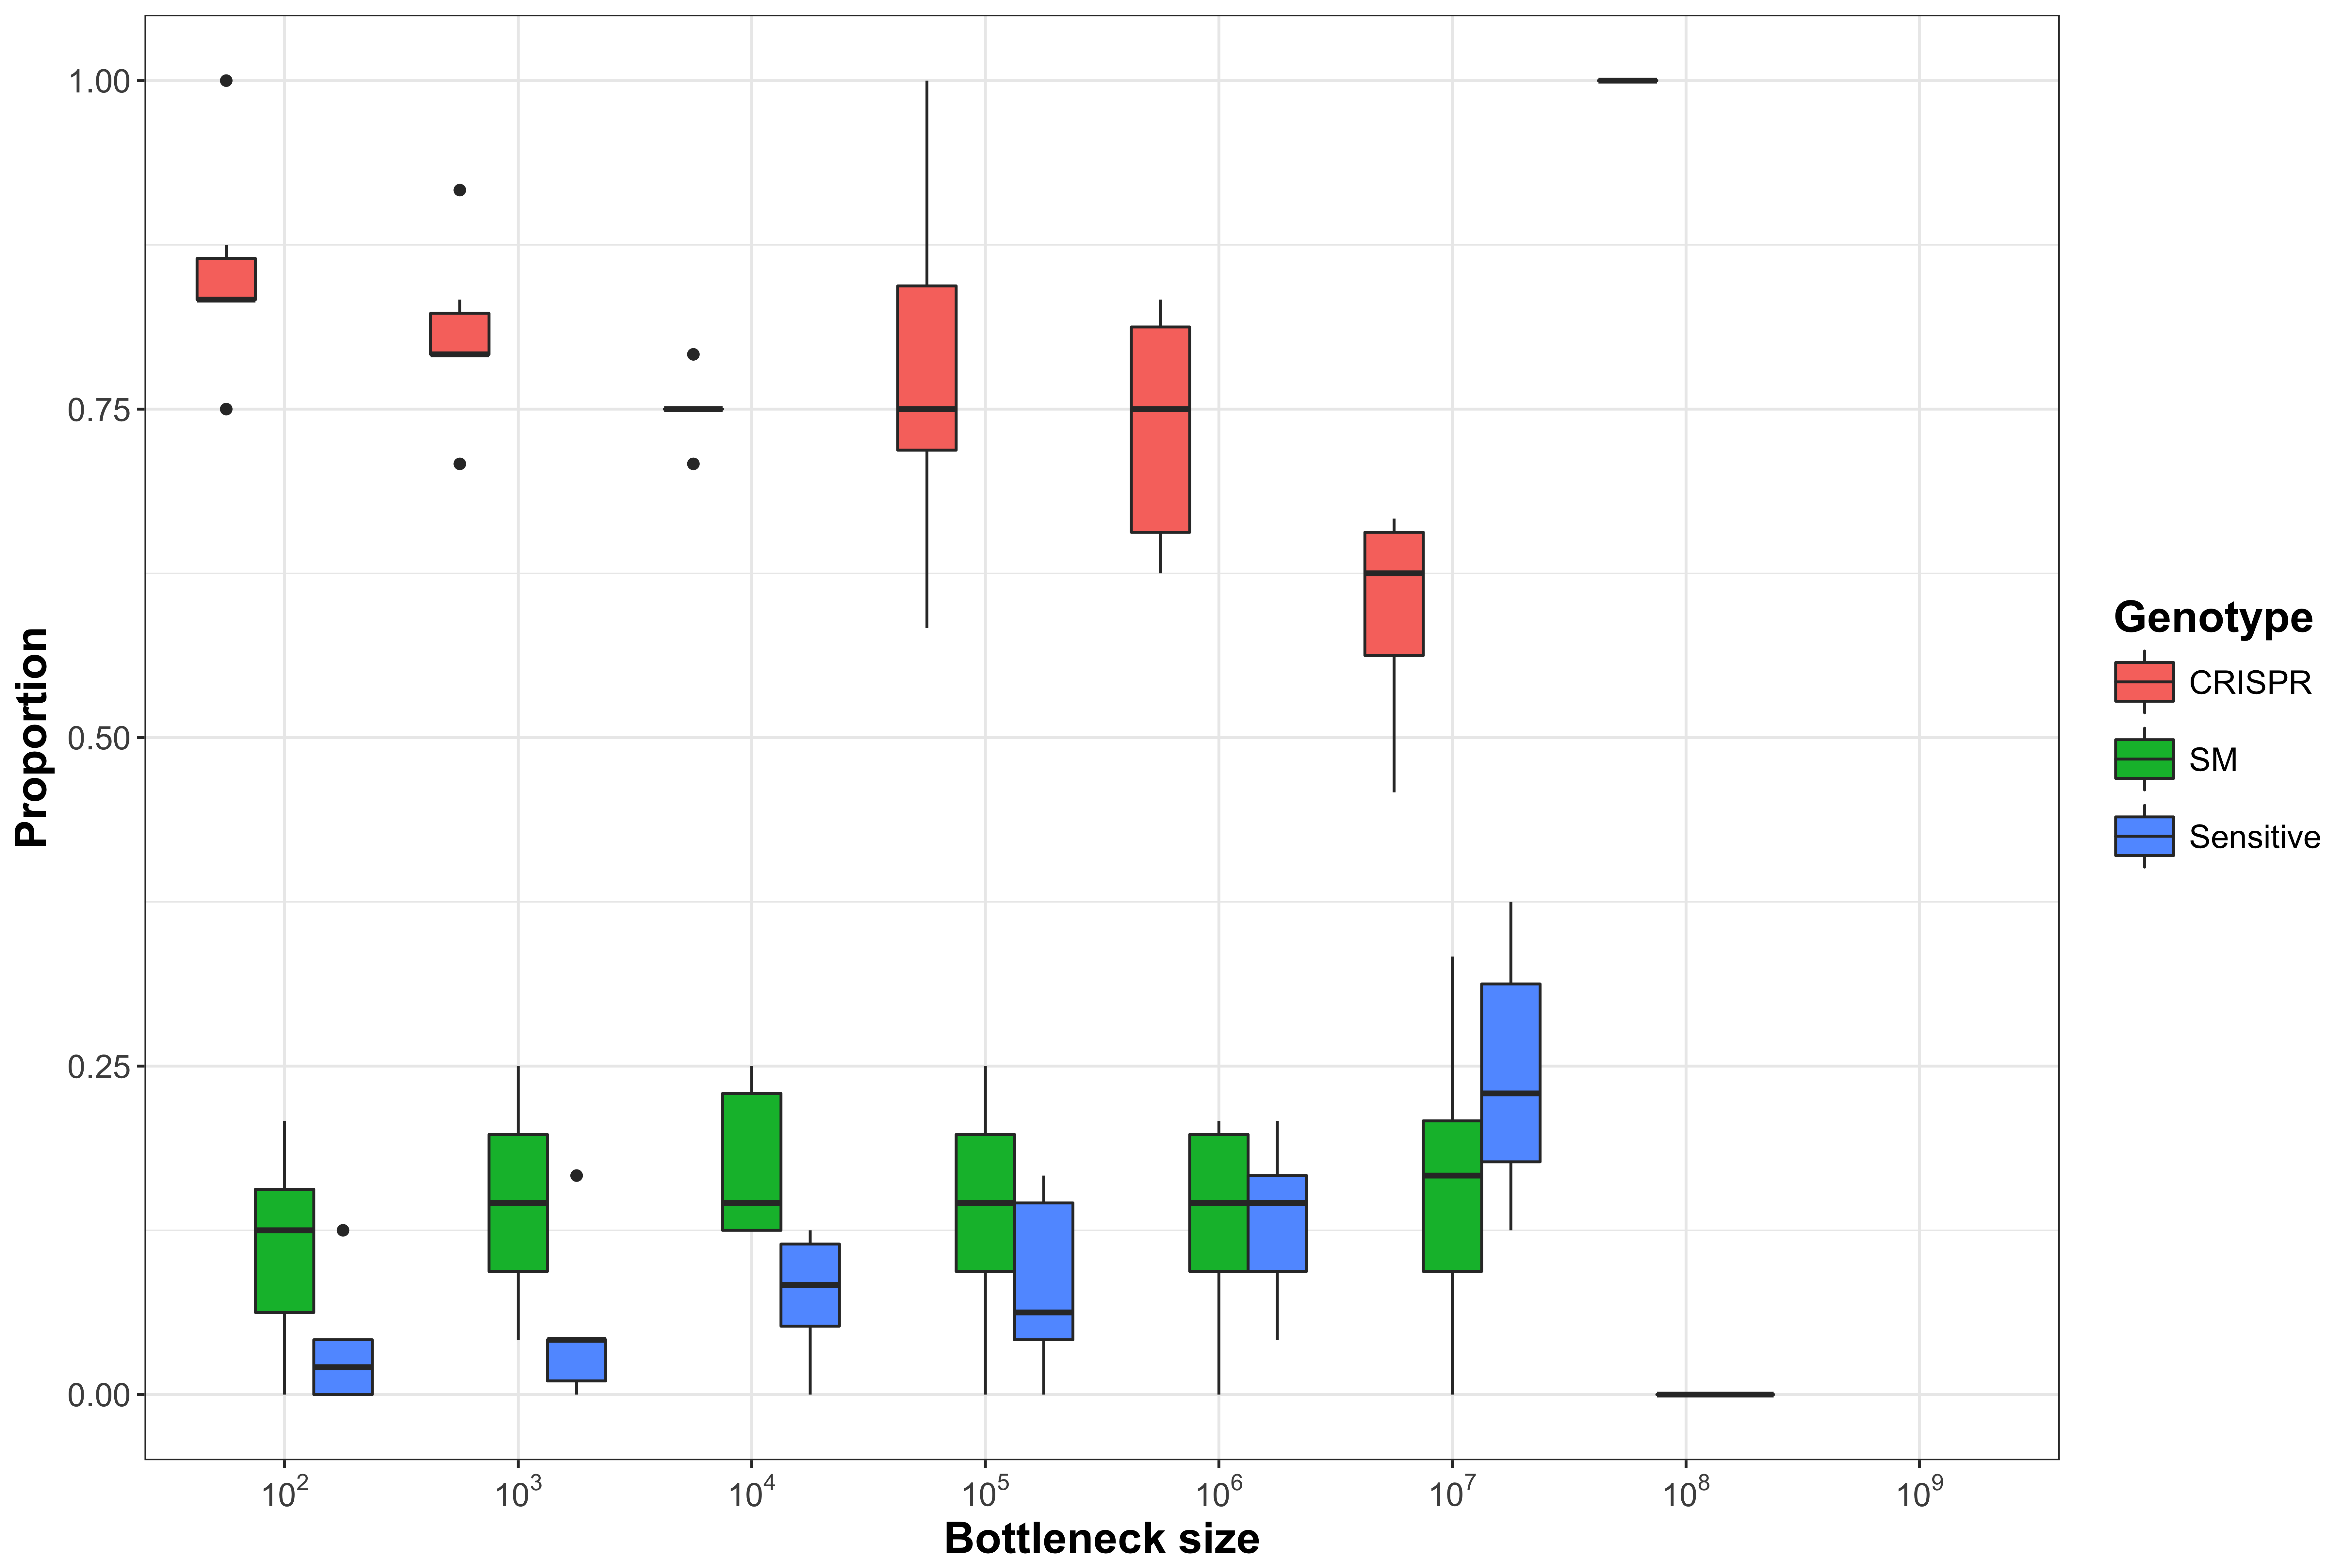 Proportion
1.00
0.75
0.50
0.25
0.00
10²
10³
10⁴
10⁵
10⁶
10⁷
10⁸
10⁹
Bottleneck size
Genotype
CRISPR
SM
Sensitive